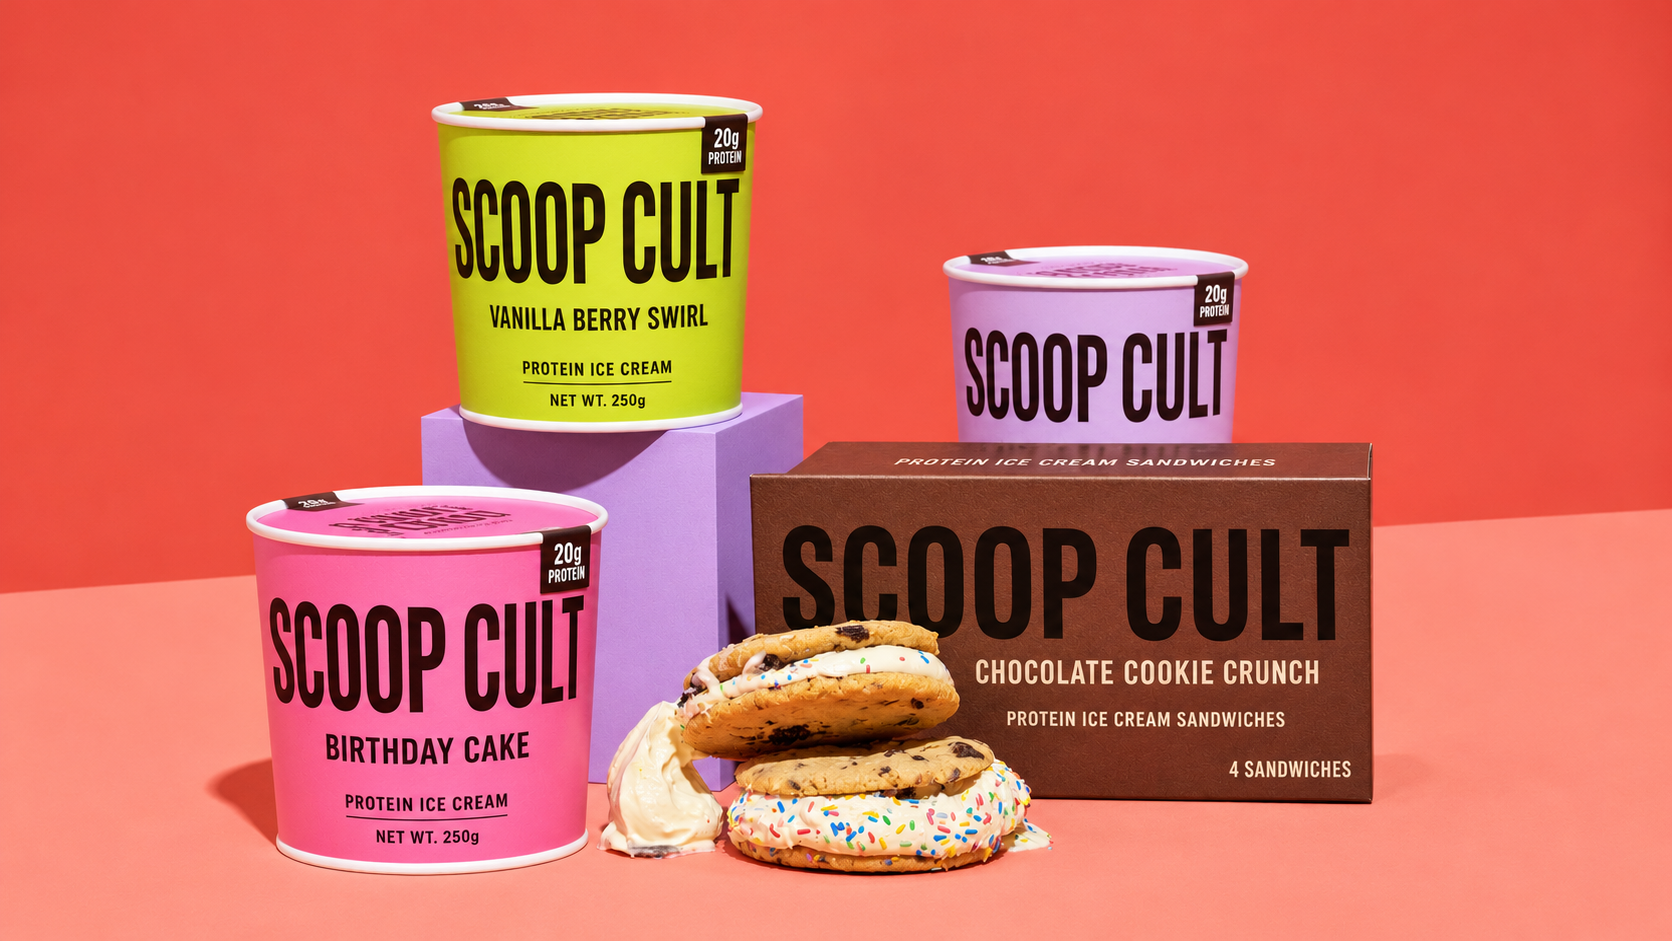 20g
PROTEIN
SCOOP CULT
VANILLA BERRY SWIRL
PROTEIN ICE CREAM
NET WT. 250g
20g
PROTEIN
SCOOP CULT
20g
PROTEIN
SCOOP CULT
BIRTHDAY CAKE
PROTEIN ICE CREAM
NET WT. 250g
PROTEIN ICE CREAM SANDWICHES
SCOOP CULT
CHOCOLATE COOKIE CRUNCH
PROTEIN ICE CREAM SANDWICHES
4 SANDWICHES